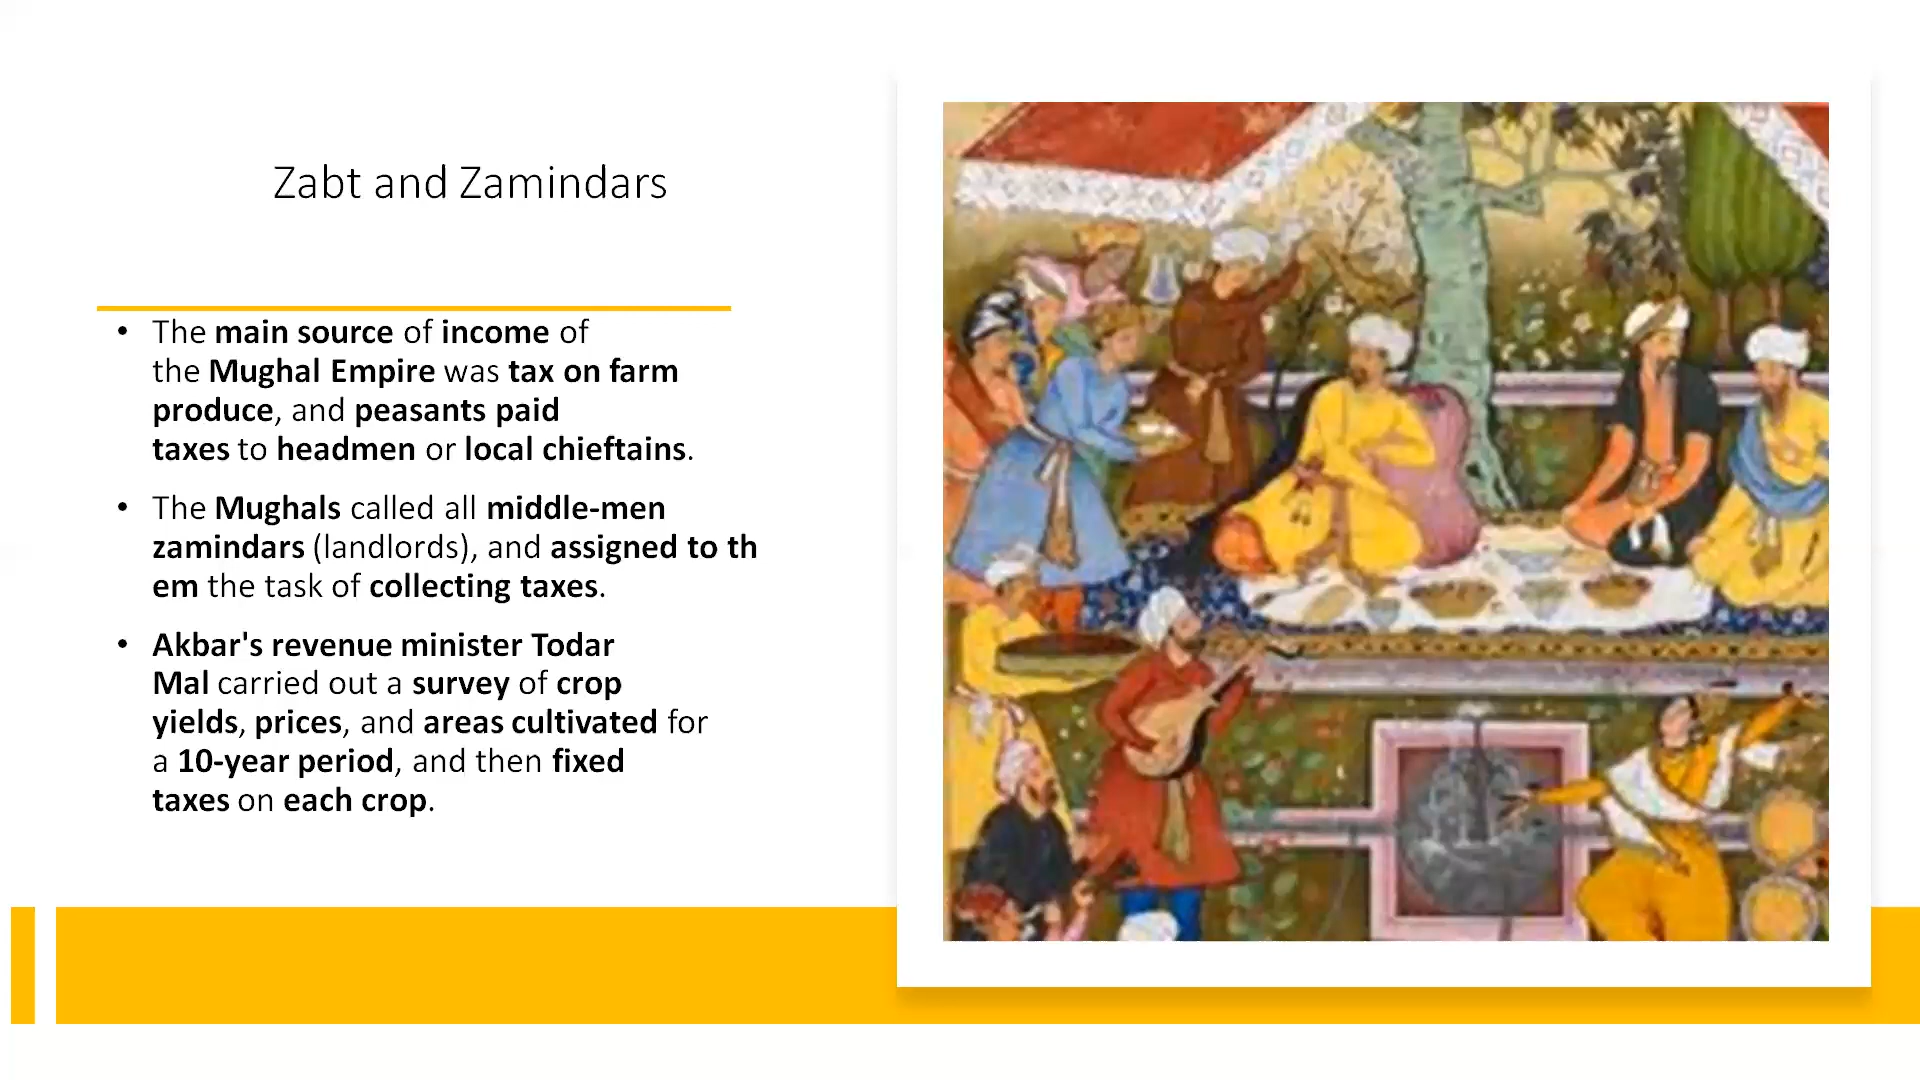 Zabt and Zamindars
• The main source of income of
the Mughal Empire was tax on farm
produce, and peasants paid
taxes to headmen or local chieftains.
• The Mughals called all middle-men
zamindars (landlords), and assigned to th
em the task of collecting taxes.
• Akbar's revenue minister Todar
Mal carried out a survey of crop
yields, prices, and areas cultivated for
a 10-year period, and then fixed
taxes on each crop.